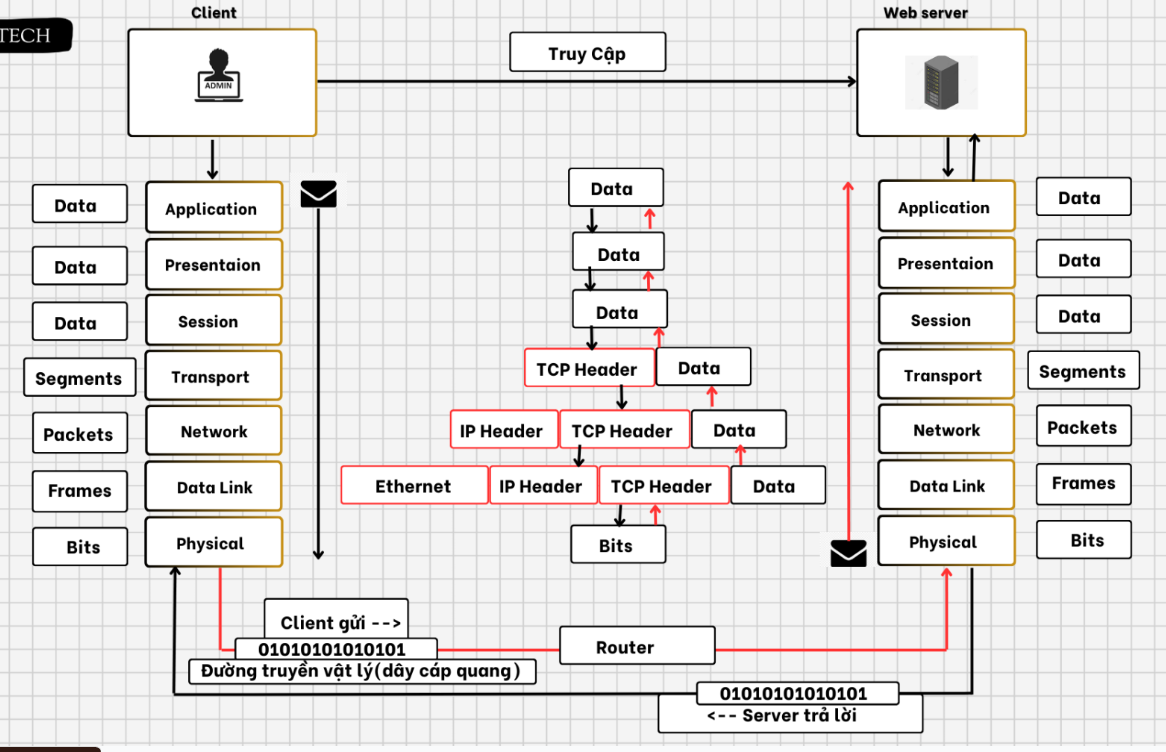 Client
Web server
TECH
ADMIN
Truy Cập
Data
Application
Data
Application
Data
Data
Presentaion
Data
Presentaion
Data
Data
Session
Data
Session
Data
Segments
Transport
TCP Header
Data
Transport
Segments
Packets
Network
IP Header
TCP Header
Data
Network
Packets
Frames
Data Link
Ethernet
IP Header
TCP Header
Data
Data Link
Frames
Bits
Physical
Bits
Physical
Bits
Client gửi -->
01010101010101
Router
Đường truyền vật lý(dây cáp quang)
01010101010101
<-- Server trả lời